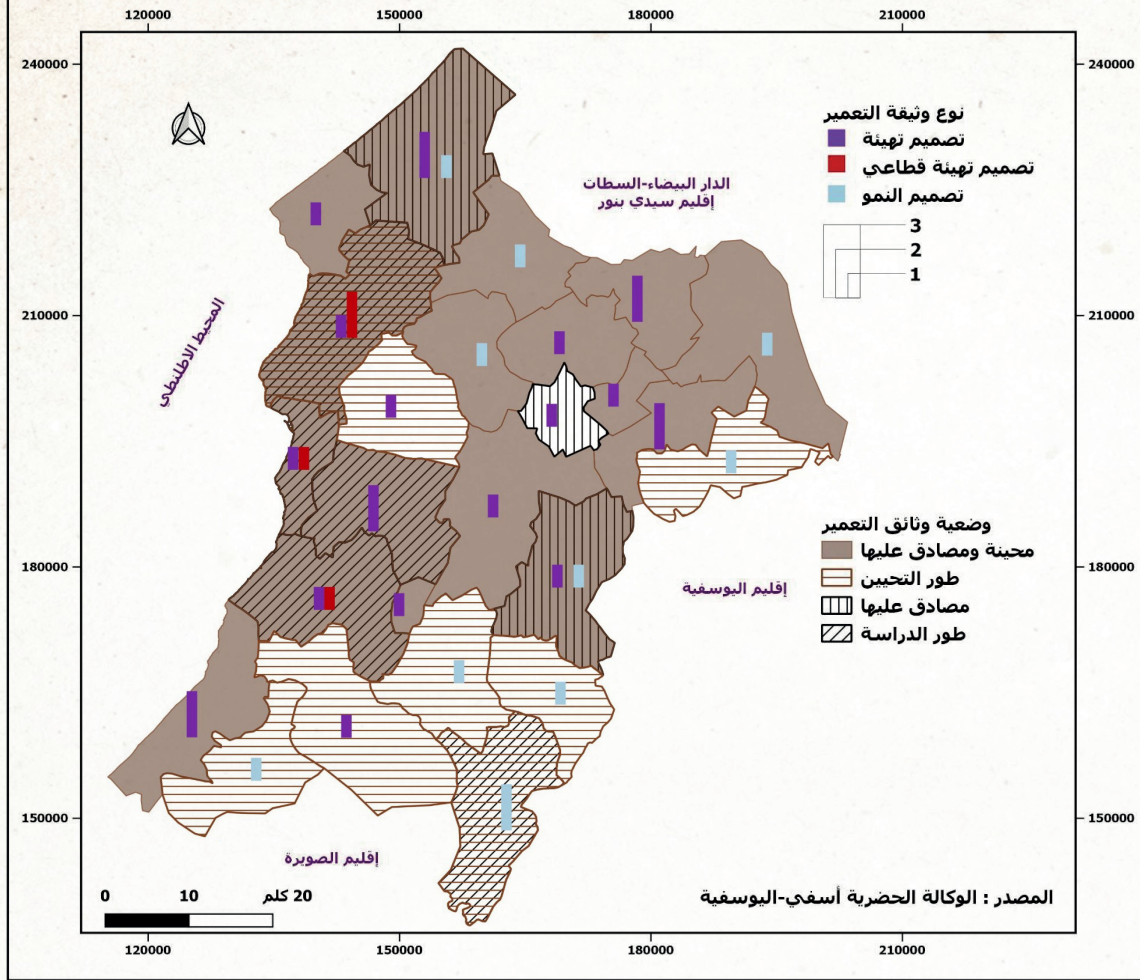 120000
150000
180000
210000
240000
240000
نوع وثيقة التعمير
تصميم تهيئة
تصميم تهيئة قطاعي
تصميم النمو
3
2
1
الدار البيضاء-السطات
إقليم سيدي بنور
210000
210000
المحيط الاطلنطي
وضعية وثائق التعمير
محينة ومصادق عليها
طور التحيين
مصادق عليها
طور الدراسة
180000
إقليم اليوسفية
180000
150000
150000
إقليم الصويرة
0
10
20 كلم
المصدر : الوكالة الحضرية أسفي-اليوسفية
120000
150000
180000
210000